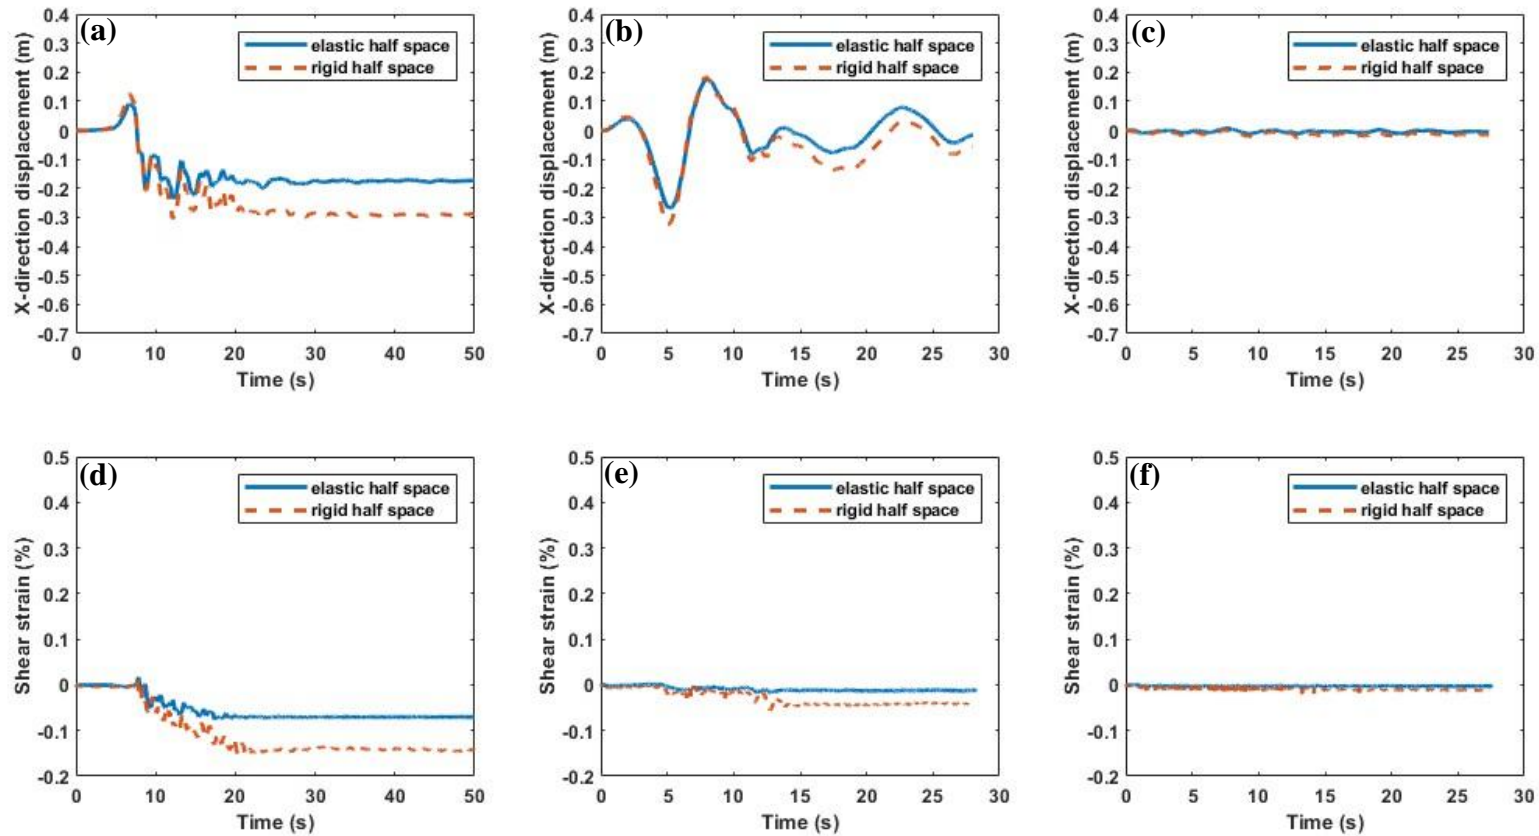 (a)
elastic half space
rigid half space
X-direction displacement (m)
0.4
0.3
0.2
0.1
0
-0.1
-0.2
-0.3
-0.4
-0.5
-0.6
-0.7
0 10 20 30 40 50
Time (s)
(b)
elastic half space
rigid half space
X-direction displacement (m)
0.4
0.3
0.2
0.1
0
-0.1
-0.2
-0.3
-0.4
-0.5
-0.6
-0.7
0 5 10 15 20 25 30
Time (s)
(c)
elastic half space
rigid half space
X-direction displacement (m)
0.4
0.3
0.2
0.1
0
-0.1
-0.2
-0.3
-0.4
-0.5
-0.6
-0.7
0 5 10 15 20 25 30
Time (s)
(d)
elastic half space
rigid half space
Shear strain (%)
0.5
0.4
0.3
0.2
0.1
0
-0.1
-0.2
0 10 20 30 40 50
Time (s)
(e)
elastic half space
rigid half space
Shear strain (%)
0.5
0.4
0.3
0.2
0.1
0
-0.1
-0.2
0 5 10 15 20 25 30
Time (s)
(f)
elastic half space
rigid half space
Shear strain (%)
0.5
0.4
0.3
0.2
0.1
0
-0.1
-0.2
0 5 10 15 20 25 30
Time (s)